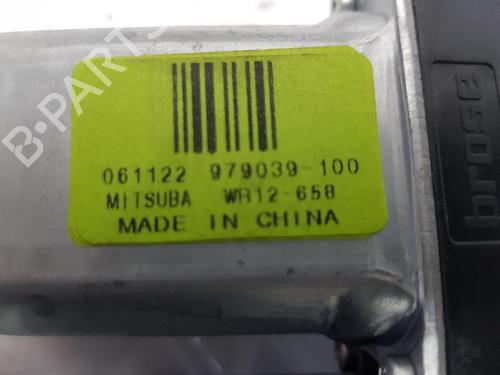 061122 979039-100
MITSUBA WR12-658
MADE IN CHINA
brose
B-PARTS